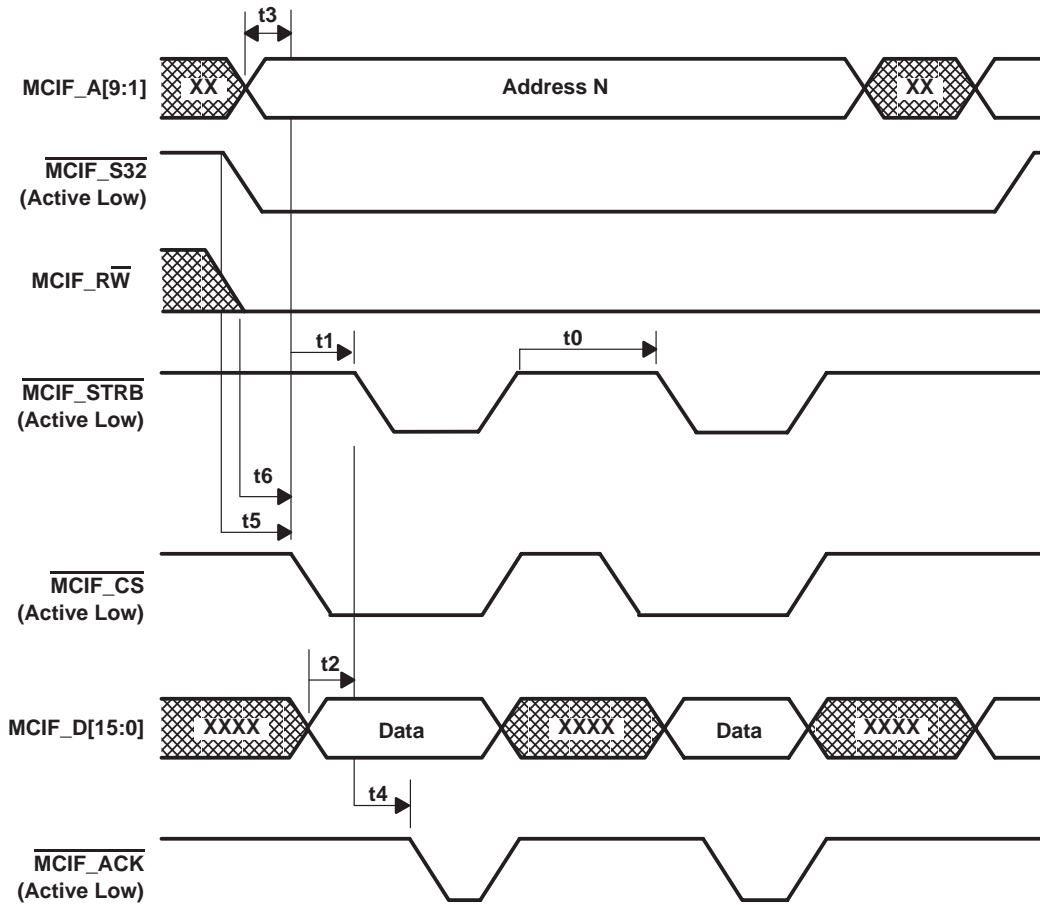 t3
MCIF_A[9:1] XX Address N XX
MCIF_S32
(Active Low)
MCIF_RW
t1 t0
MCIF_STRB
(Active Low)
t6
t5
MCIF_CS
(Active Low)
t2
MCIF_D[15:0] XXXX Data XXXX Data XXXX
t4
MCIF_ACK
(Active Low)